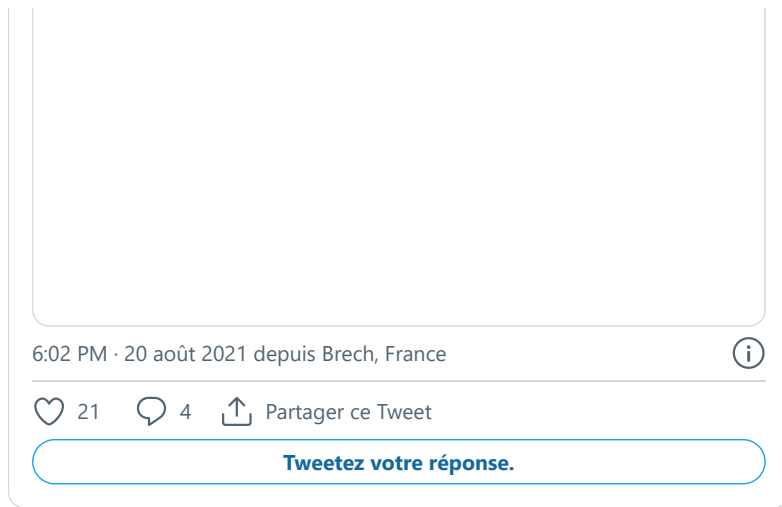 6:02 PM · 20 août 2021 depuis Brech, France
21 4 Partager ce Tweet
Tweetez votre réponse.